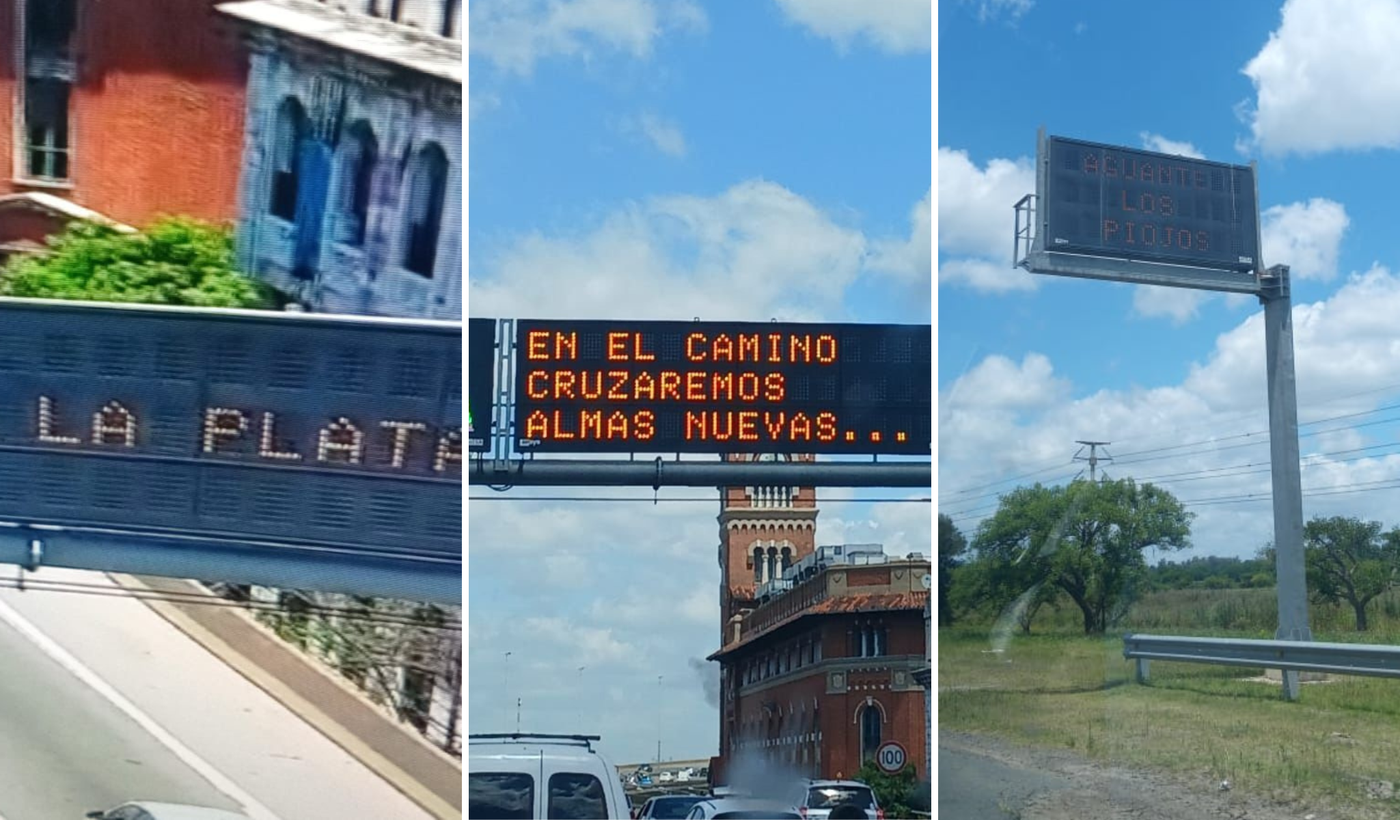 LA PLATA
EN EL CAMINO
CRUZAREMOS
ALMAS NUEVAS...
100
AGUANTE
LOS
PIOJOS